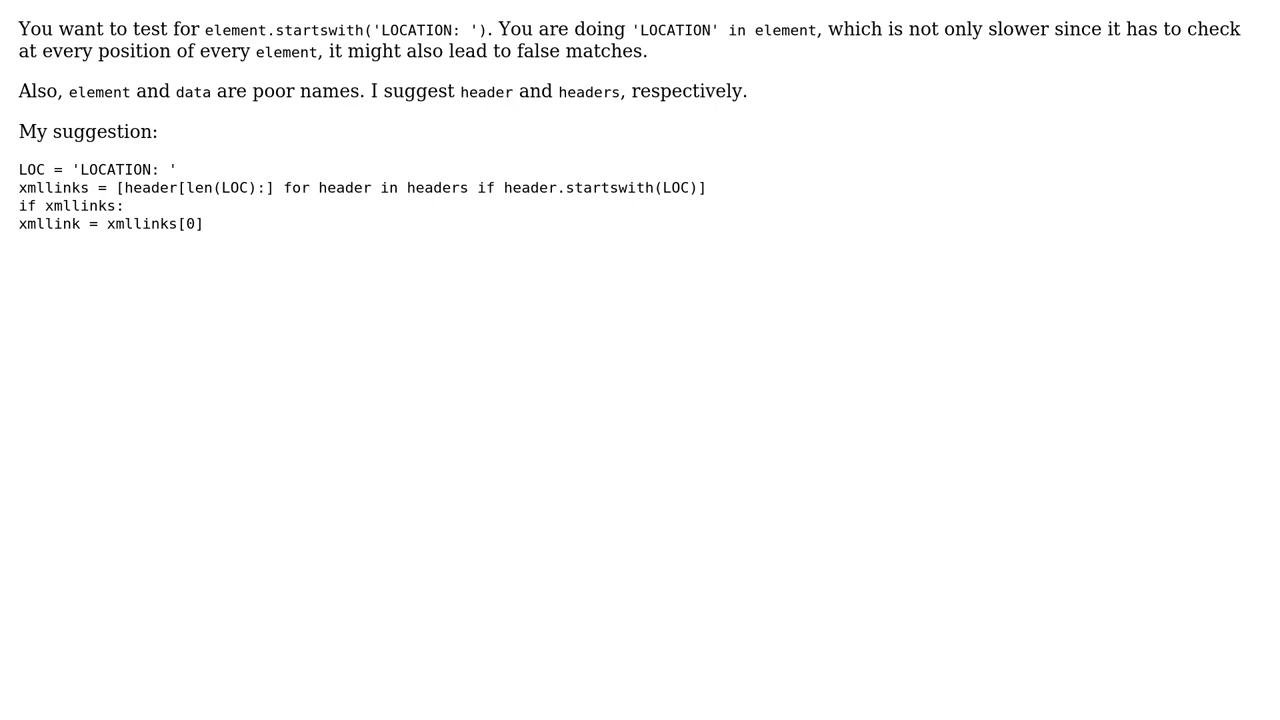 You want to test for element.startswith('LOCATION: '). You are doing 'LOCATION' in element, which is not only slower since it has to check
at every position of every element, it might also lead to false matches.
Also, element and data are poor names. I suggest header and headers, respectively.
My suggestion:
LOC = 'LOCATION: '
xmllinks = [header[len(LOC):] for header in headers if header.startswith(LOC)]
if xmllinks:
xmllink = xmllinks[0]